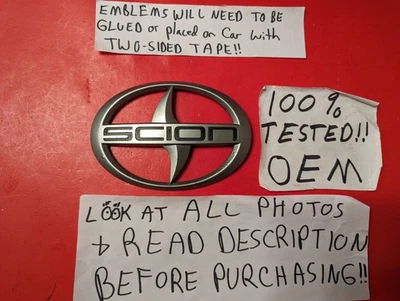 EMBLEMS WILL NEED TO BE
GLUED or placed on Car with
TWO-SIDED TAPE!!
SCION
100%
TESTED!!
OEM
LOOK AT ALL PHOTOS
+ READ DESCRIPTION
BEFORE PURCHASING!!